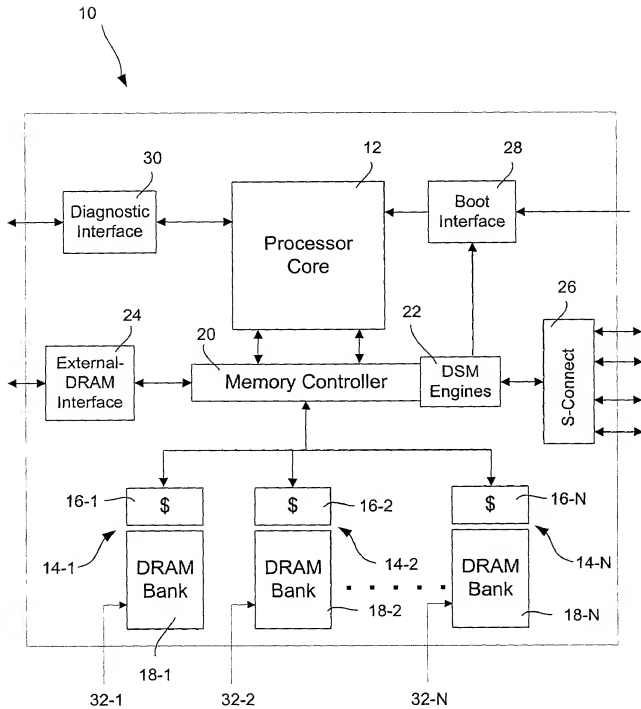 10
12
28
30
Diagnostic
Interface
Processor
Core
Boot
Interface
26
24
20
22
External-
DRAM
Interface
Memory Controller
DSM
Engines
S-Connect
16-1
$
$
16-2
$
16-N
14-1
DRAM
Bank
DRAM
Bank
14-2
DRAM
Bank
14-N
18-2
18-N
18-1
32-1
32-2
32-N